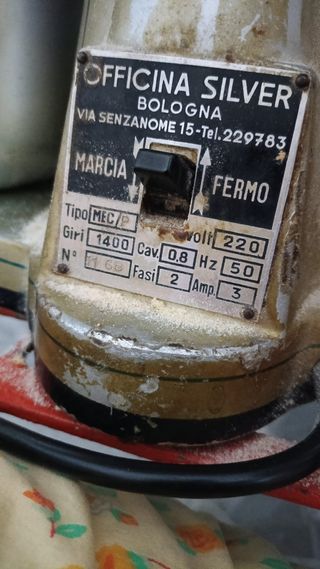 OFFICINA SILVER
BOLOGNA
VIA SENZANOME 15-Tel. 229783
MARCIA FERMO
Tipo MEC/P Volt 220
Giri 1400 Cav. 0.8 Hz 50
N° Fasi 2 Amp. 3